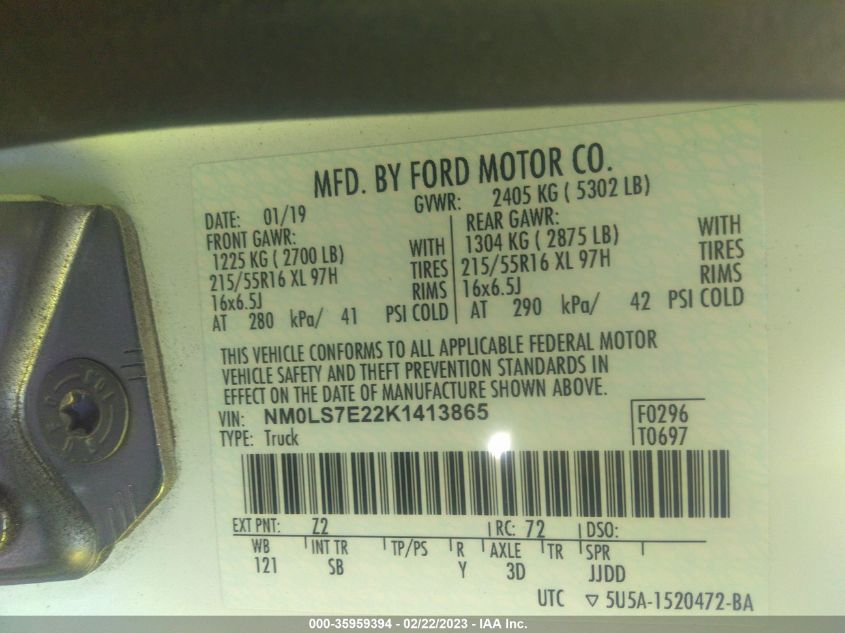 MFD. BY FORD MOTOR CO.
DATE: 01/19 GVWR: 2405 KG ( 5302 LB)
FRONT GAWR: REAR GAWR:
1225 KG ( 2700 LB) WITH 1304 KG ( 2875 LB) WITH
215/55R16 XL 97H TIRES 215/55R16 XL 97H TIRES
16x6.5J RIMS 16x6.5J RIMS
AT 280 kPa/ 41 PSI COLD AT 290 kPa/ 42 PSI COLD
THIS VEHICLE CONFORMS TO ALL APPLICABLE FEDERAL MOTOR
VEHICLE SAFETY AND THEFT PREVENTION STANDARDS IN
EFFECT ON THE DATE OF MANUFACTURE SHOWN ABOVE.
VIN: NM0LS7E22K1413865 F0296
TYPE: Truck T0697
EXT PNT: Z2 RC: 72 DSO:
WB INT TR TP/PS R AXLE TR SPR
121 SB Y 3D JJDD
UTC ▽ 5U5A-1520472-BA
000-35959394 - 02/22/2023 - IAA Inc.